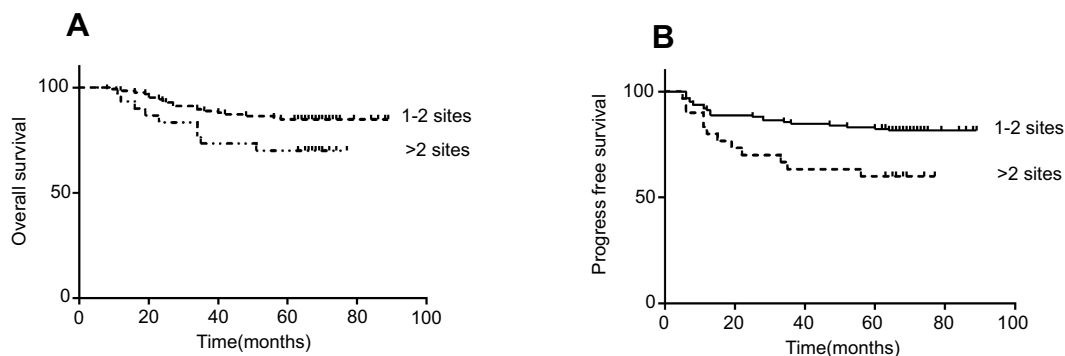 A
Overall survival
100
50
0
1-2 sites
>2 sites
0 20 40 60 80 100
Time(months)
B
Progress free survival
100
50
0
1-2 sites
>2 sites
0 20 40 60 80 100
Time(months)